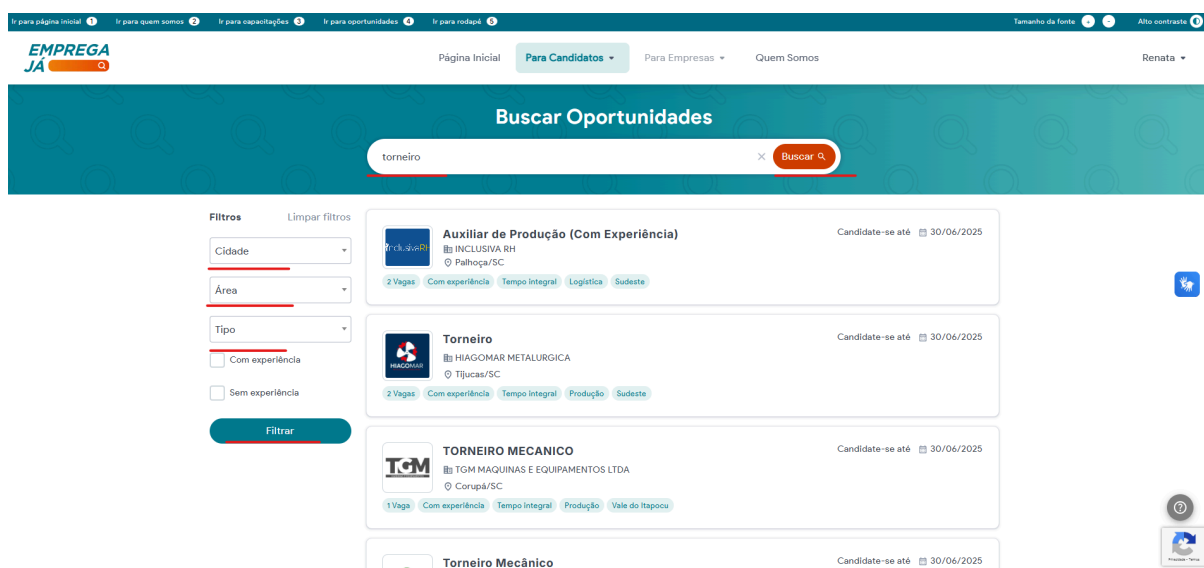 Ir para página inicial 1 Ir para quem somos 2 Ir para capacitações 3 Ir para oportunidades 4 Ir para rodapé 5 Tamanho da fonte + - Alto contraste
EMPREGA JÁ
Página Inicial Para Candidatos Para Empresas Quem Somos Renata
Buscar Oportunidades
torneiro × Buscar
Filtros Limpar filtros
Cidade
Área
Tipo
Com experiência
Sem experiência
Filtrar
inclusivaRH
Auxiliar de Produção (Com Experiência) Candidate-se até 30/06/2025
INCLUSIVA RH
Palhoça/SC
2 Vagas Com experiência Tempo integral Logística Sudeste
HIAGOMAR
Torneiro Candidate-se até 30/06/2025
HIAGOMAR METALURGICA
Tijucas/SC
2 Vagas Com experiência Tempo integral Produção Sudeste
TGM
TORNEIRO MECANICO Candidate-se até 30/06/2025
TGM MAQUINAS E EQUIPAMENTOS LTDA
Corupá/SC
1 Vaga Com experiência Tempo integral Produção Vale do Itapocu
Torneiro Mecânico Candidate-se até 30/06/2025
?
Privacidade - Termos